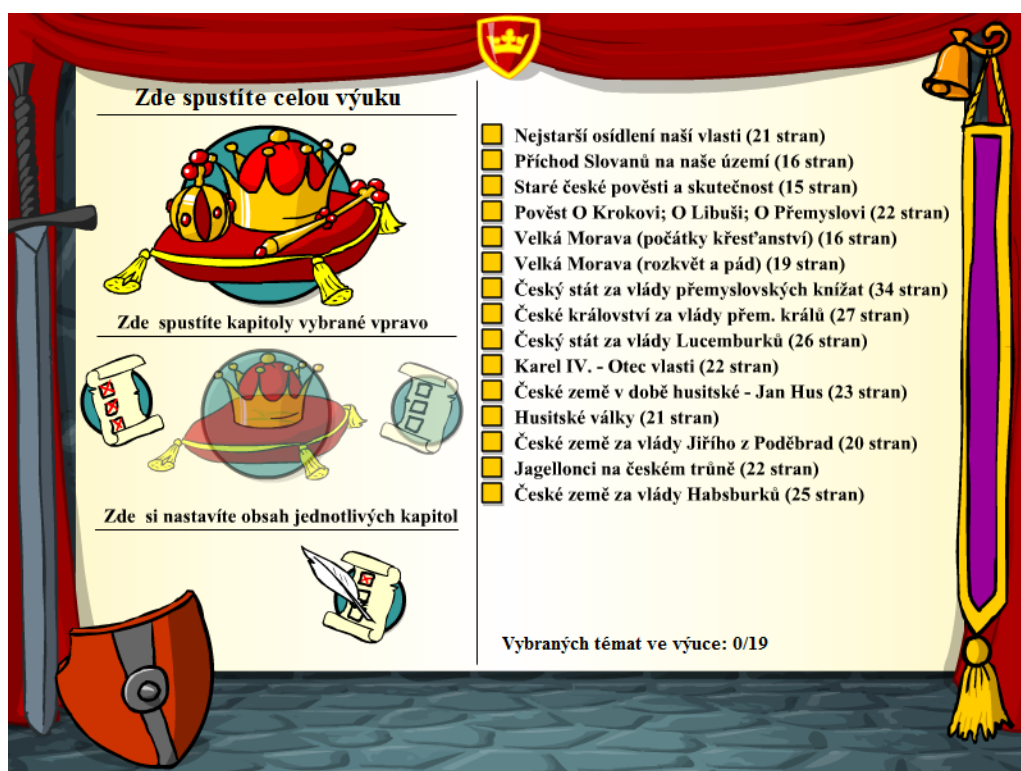 Zde spustíte celou výuku
Zde spustíte kapitoly vybrané vpravo
Zde si nastavíte obsah jednotlivých kapitol
Nejstarší osídlení naší vlasti (21 stran)
Příchod Slovanů na naše území (16 stran)
Staré české pověsti a skutečnost (15 stran)
Pověst O Krokovi; O Libuši; O Přemyslovi (22 stran)
Velká Morava (počátky křesťanství) (16 stran)
Velká Morava (rozkvět a pád) (19 stran)
Český stát za vlády přemyslovských knížat (34 stran)
České království za vlády přem. králů (27 stran)
Český stát za vlády Lucemburků (26 stran)
Karel IV. - Otec vlasti (22 stran)
České země v době husitské - Jan Hus (23 stran)
Husitské války (21 stran)
České země za vlády Jiřího z Poděbrad (20 stran)
Jagellonci na českém trůně (22 stran)
České země za vlády Habsburků (25 stran)
Vybraných témat ve výuce: 0/19